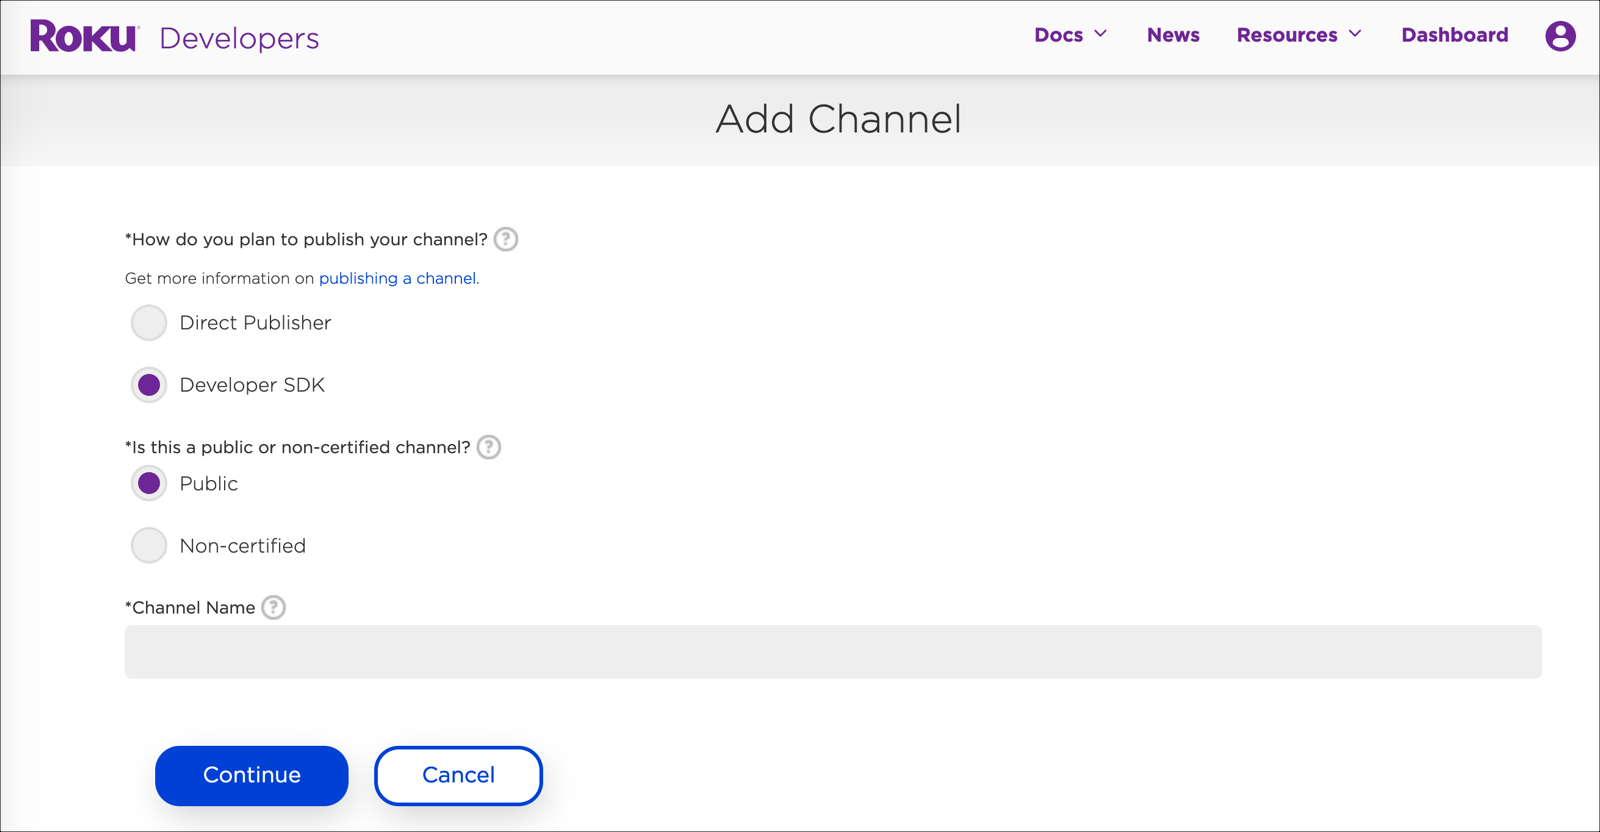 ROKU Developers
Docs News Resources Dashboard
Add Channel
*How do you plan to publish your channel? ?
Get more information on publishing a channel.
Direct Publisher
Developer SDK
*Is this a public or non-certified channel? ?
Public
Non-certified
*Channel Name ?
Continue Cancel